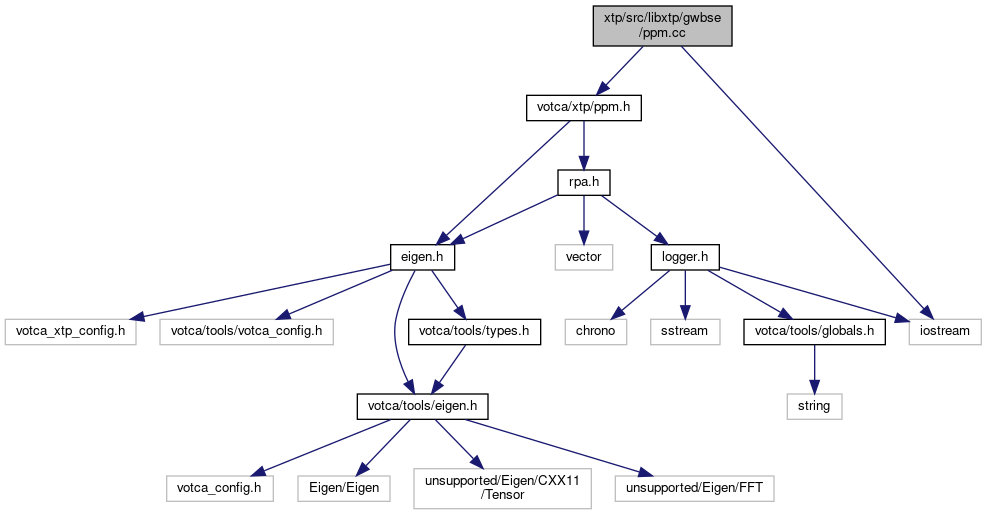 xtp/src/libxtp/gwbse
/ppm.cc
votca/xtp/ppm.h
rpa.h
eigen.h
vector
logger.h
votca_xtp_config.h
votca/tools/votca_config.h
votca/tools/types.h
chrono
sstream
votca/tools/globals.h
iostream
votca/tools/eigen.h
string
votca_config.h
Eigen/Eigen
unsupported/Eigen/CXX11
/Tensor
unsupported/Eigen/FFT